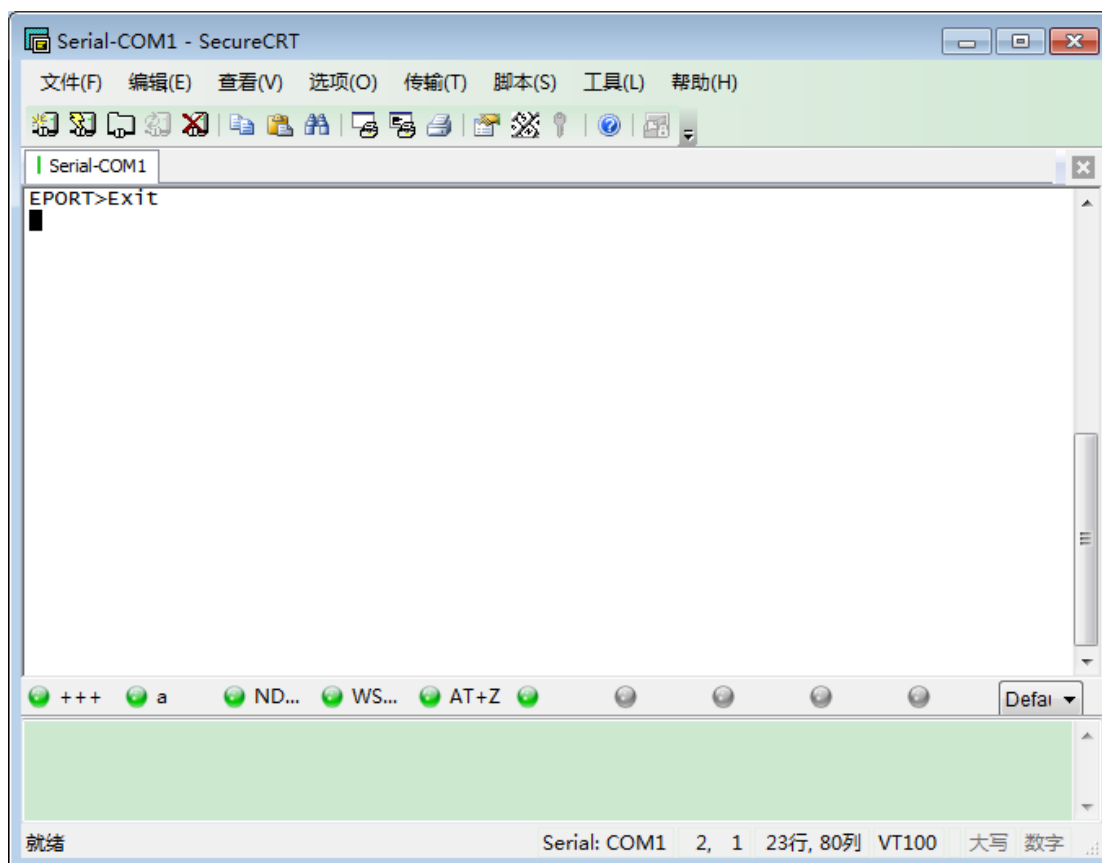 Serial-COM1 - SecureCRT
文件(F) 编辑(E) 查看(V) 选项(O) 传输(T) 脚本(S) 工具(L) 帮助(H)
Serial-COM1
EPORT>Exit
+++ a ND... WS... AT+Z Defau
就绪 Serial: COM1 2, 1 23行, 80列 VT100 大写 数字